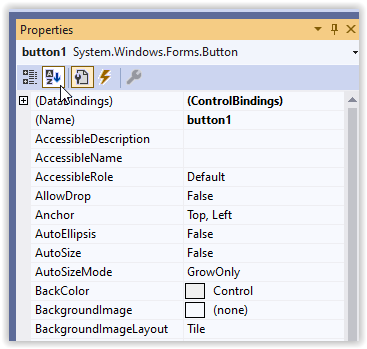 Properties
button1 System.Windows.Forms.Button
(DataBindings) (ControlBindings)
(Name) button1
AccessibleDescription
AccessibleName
AccessibleRole Default
AllowDrop False
Anchor Top, Left
AutoEllipsis False
AutoSize False
AutoSizeMode GrowOnly
BackColor Control
BackgroundImage (none)
BackgroundImageLayout Tile